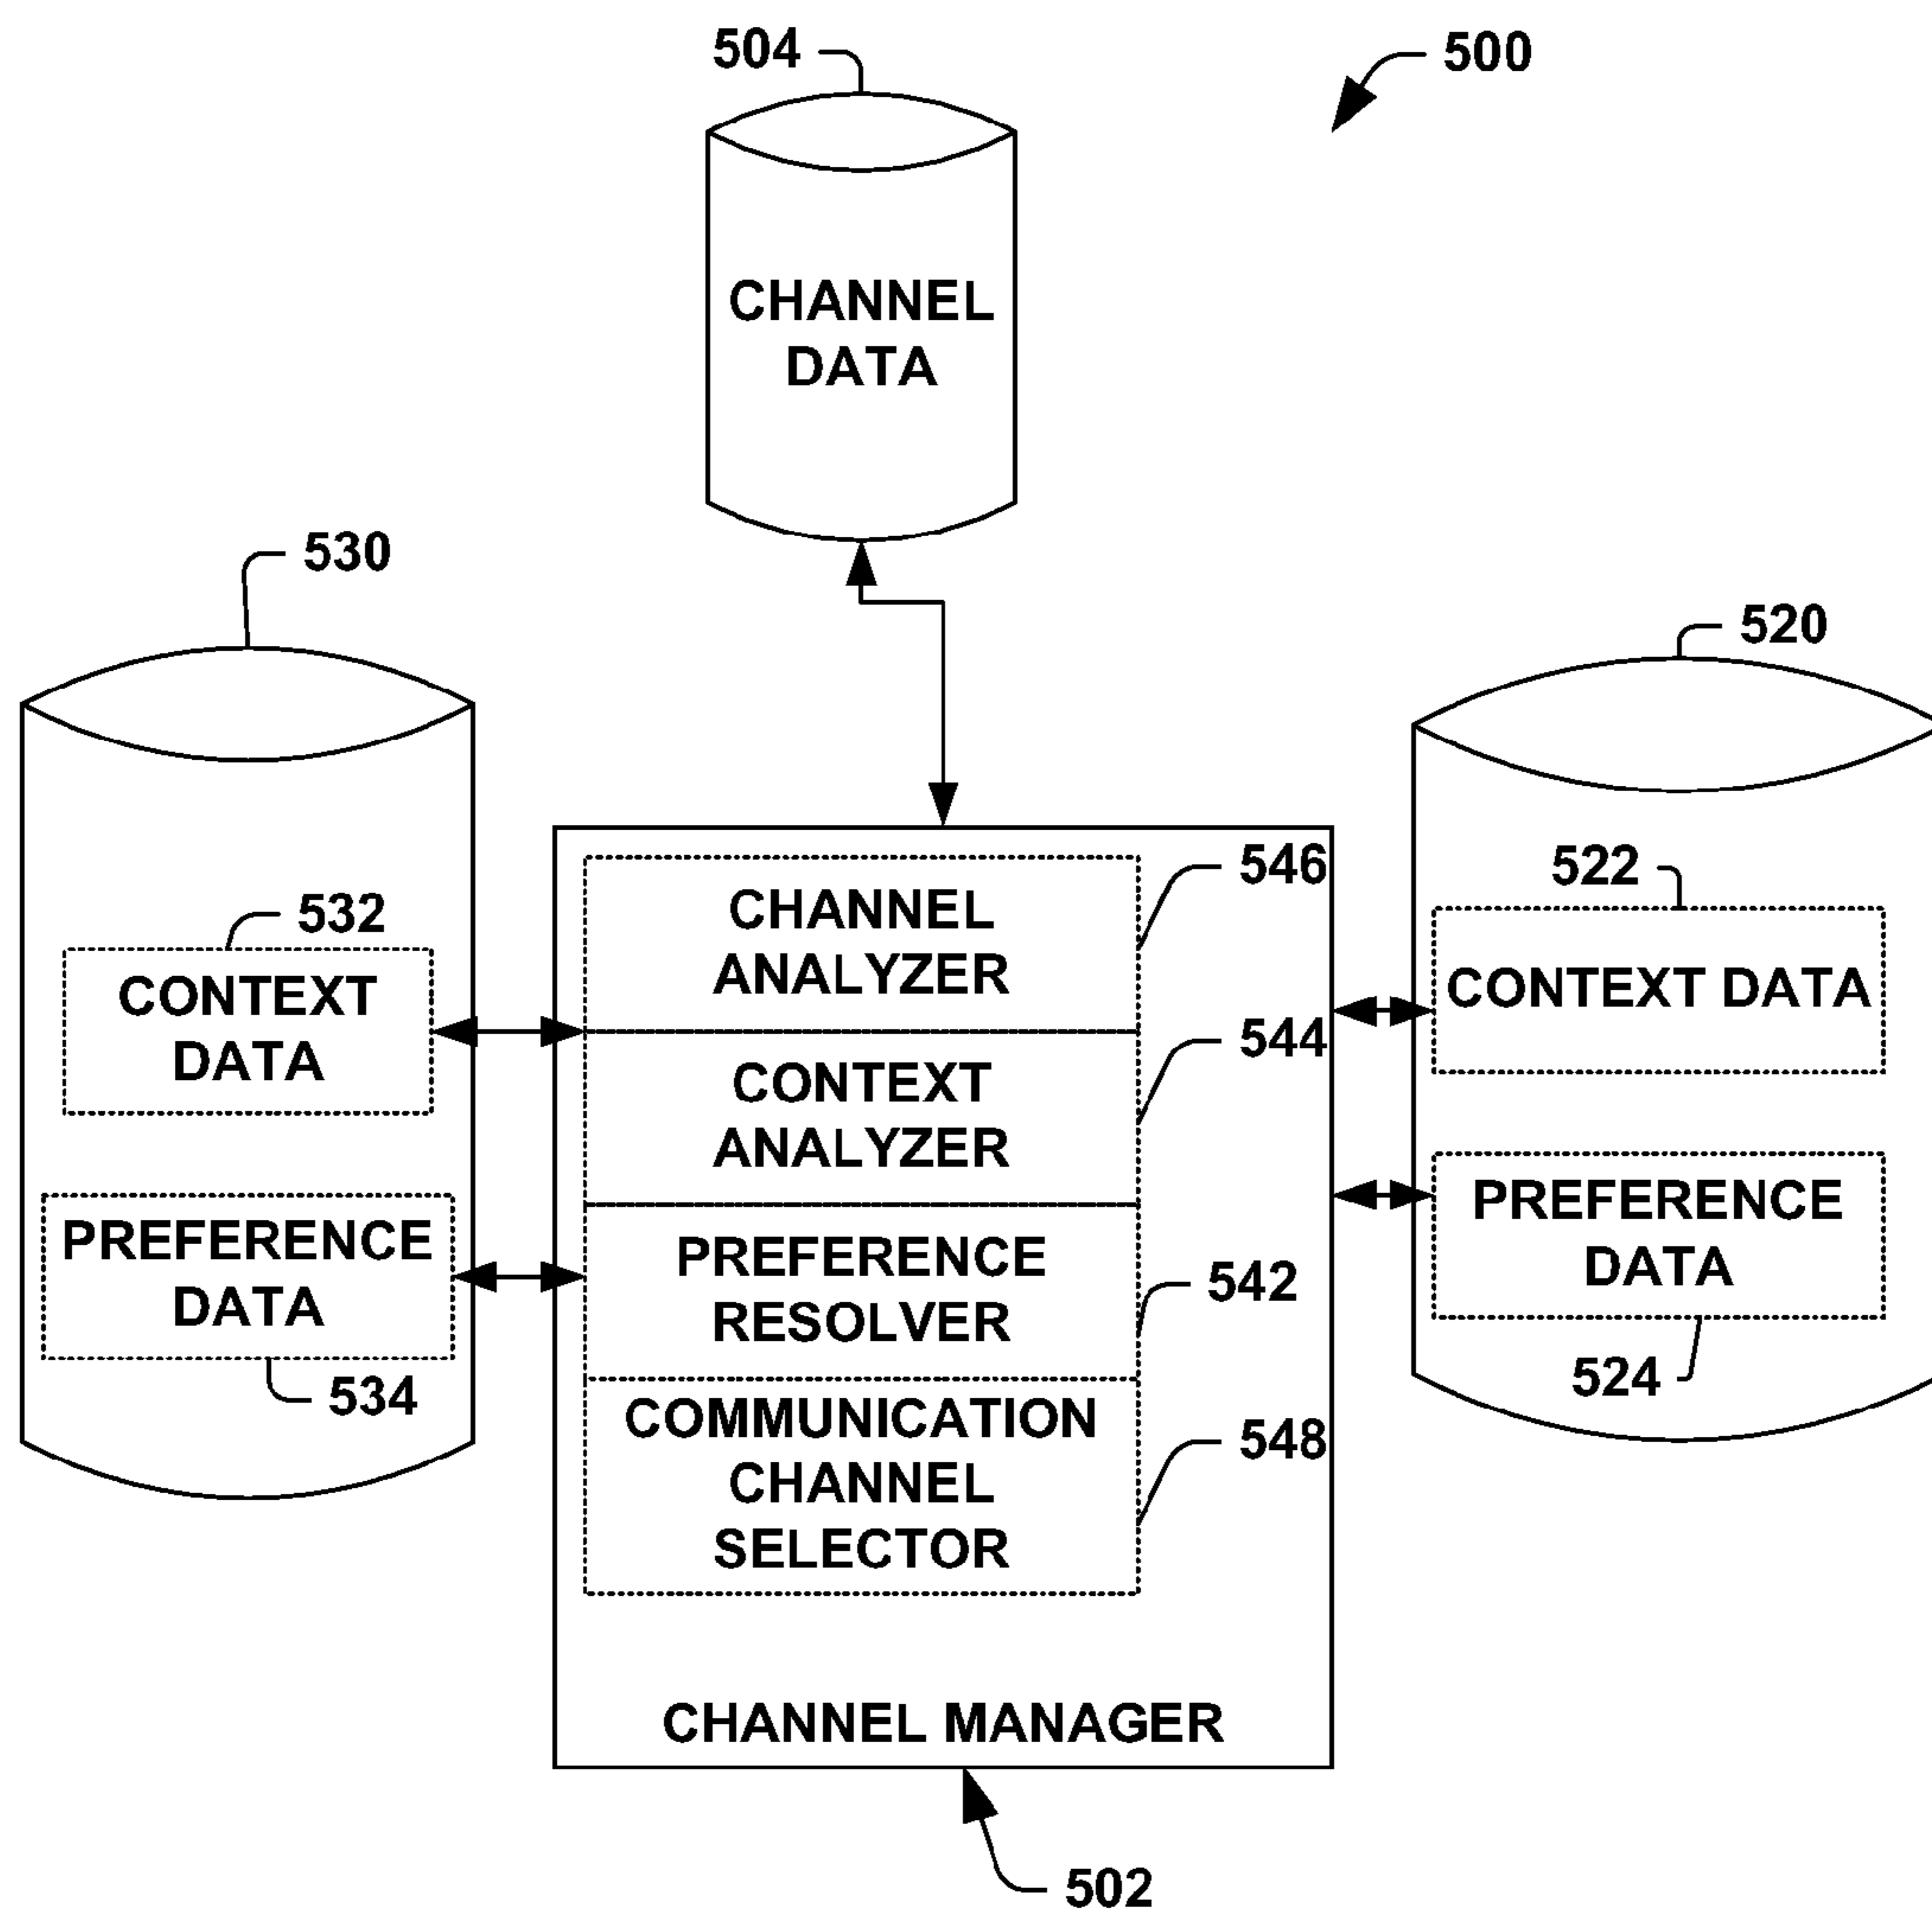 504
500
CHANNEL
DATA
530
520
546
522
CHANNEL
ANALYZER
532
CONTEXT
DATA
CONTEXT DATA
544
CONTEXT
ANALYZER
PREFERENCE
DATA
PREFERENCE
DATA
PREFERENCE
RESOLVER
542
534
524
COMMUNICATION
CHANNEL
SELECTOR
548
CHANNEL MANAGER
502